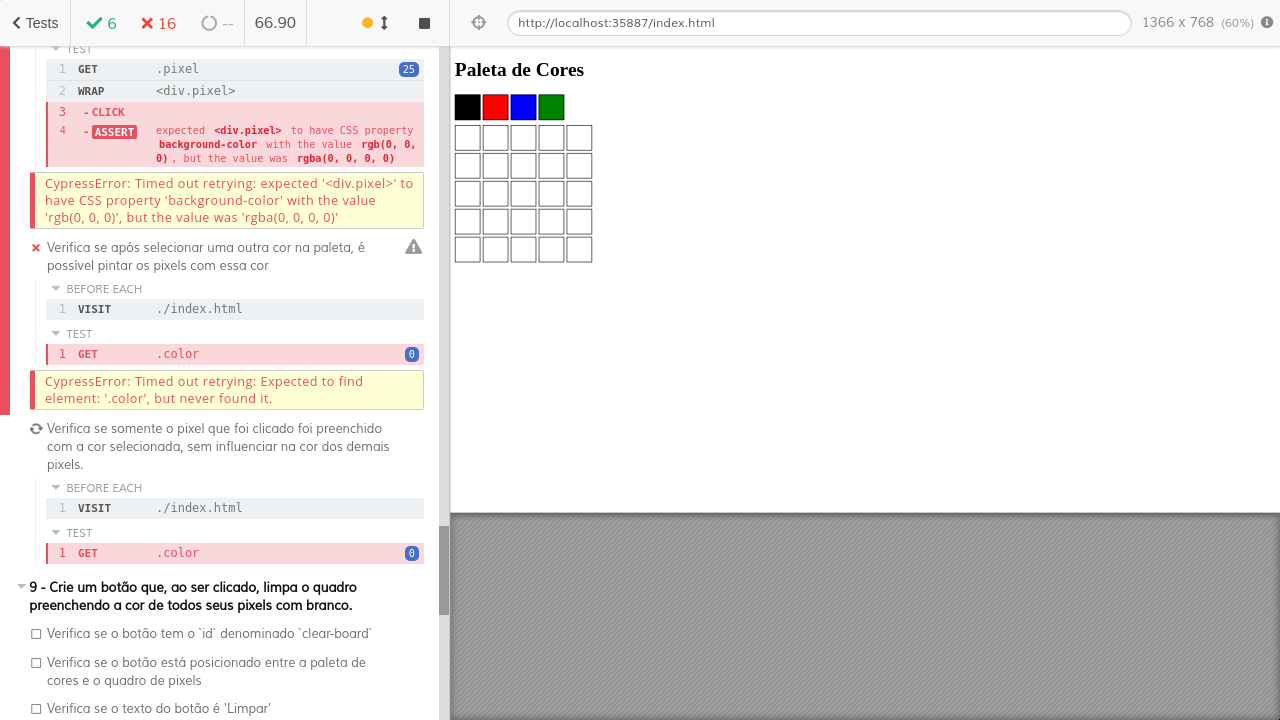 Tests 6 16 -- 66.90 http://localhost:35887/index.html 1366 x 768 (60%)
TEST
1 GET .pixel 25
2 WRAP <div.pixel>
3 -CLICK
4 -ASSERT expected <div.pixel> to have CSS property
background-color with the value rgb(0, 0,
0), but the value was rgba(0, 0, 0, 0)
CypressError: Timed out retrying: expected '<div.pixel>' to
have CSS property 'background-color' with the value
'rgb(0, 0, 0)', but the value was 'rgba(0, 0, 0, 0)'
Verifica se após selecionar uma outra cor na paleta, é
possível pintar os pixels com essa cor
BEFORE EACH
1 VISIT ./index.html
TEST
1 GET .color 0
CypressError: Timed out retrying: Expected to find
element: '.color', but never found it.
Verifica se somente o pixel que foi clicado foi preenchido
com a cor selecionada, sem influenciar na cor dos demais
pixels.
BEFORE EACH
1 VISIT ./index.html
TEST
1 GET .color 0
9 - Crie um botão que, ao ser clicado, limpa o quadro
preenchendo a cor de todos seus pixels com branco.
Verifica se o botão tem o `id` denominado `clear-board`
Verifica se o botão está posicionado entre a paleta de
cores e o quadro de pixels
Verifica se o texto do botão é 'Limpar'
Paleta de Cores